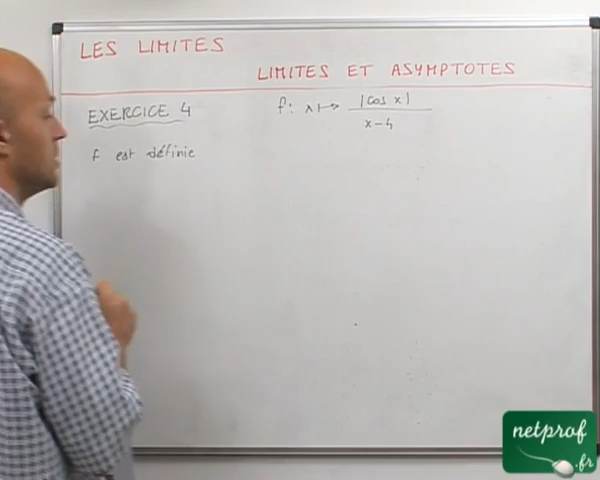 LES LIMITES
LIMITES ET ASYMPTOTES
EXERCICE 4
f: x ↦ |cos x|
x-4
f est définie
netprof
.fr